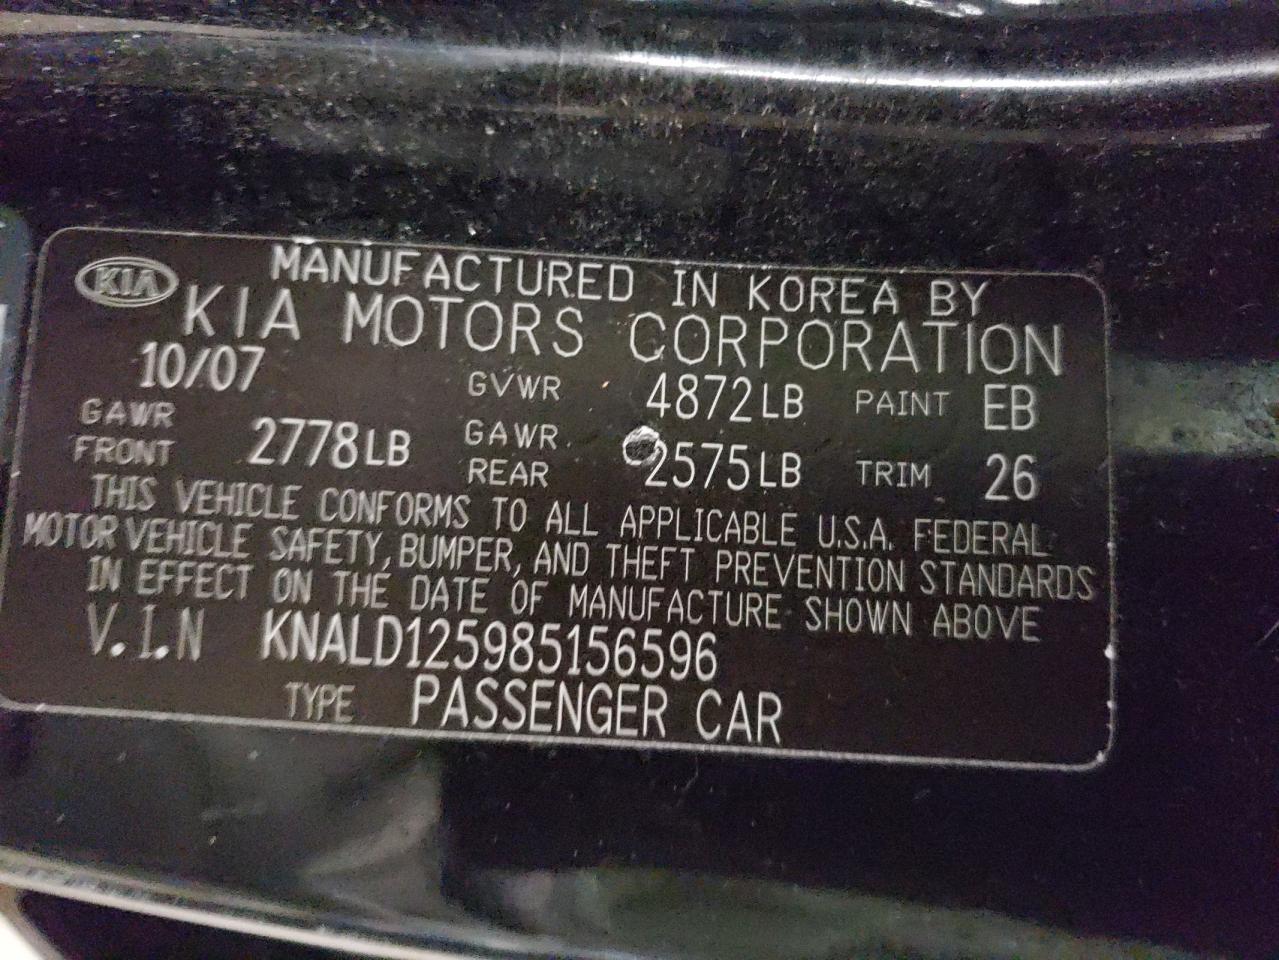 KIA MANUFACTURED IN KOREA BY
KIA MOTORS CORPORATION
10/07 GVWR 4872LB PAINT EB
GAWR FRONT 2778LB GAWR REAR 2575LB TRIM 26
THIS VEHICLE CONFORMS TO ALL APPLICABLE U.S.A. FEDERAL
MOTOR VEHICLE SAFETY, BUMPER, AND THEFT PREVENTION STANDARDS
IN EFFECT ON THE DATE OF MANUFACTURE SHOWN ABOVE
V.I.N KNALD125985156596
TYPE PASSENGER CAR